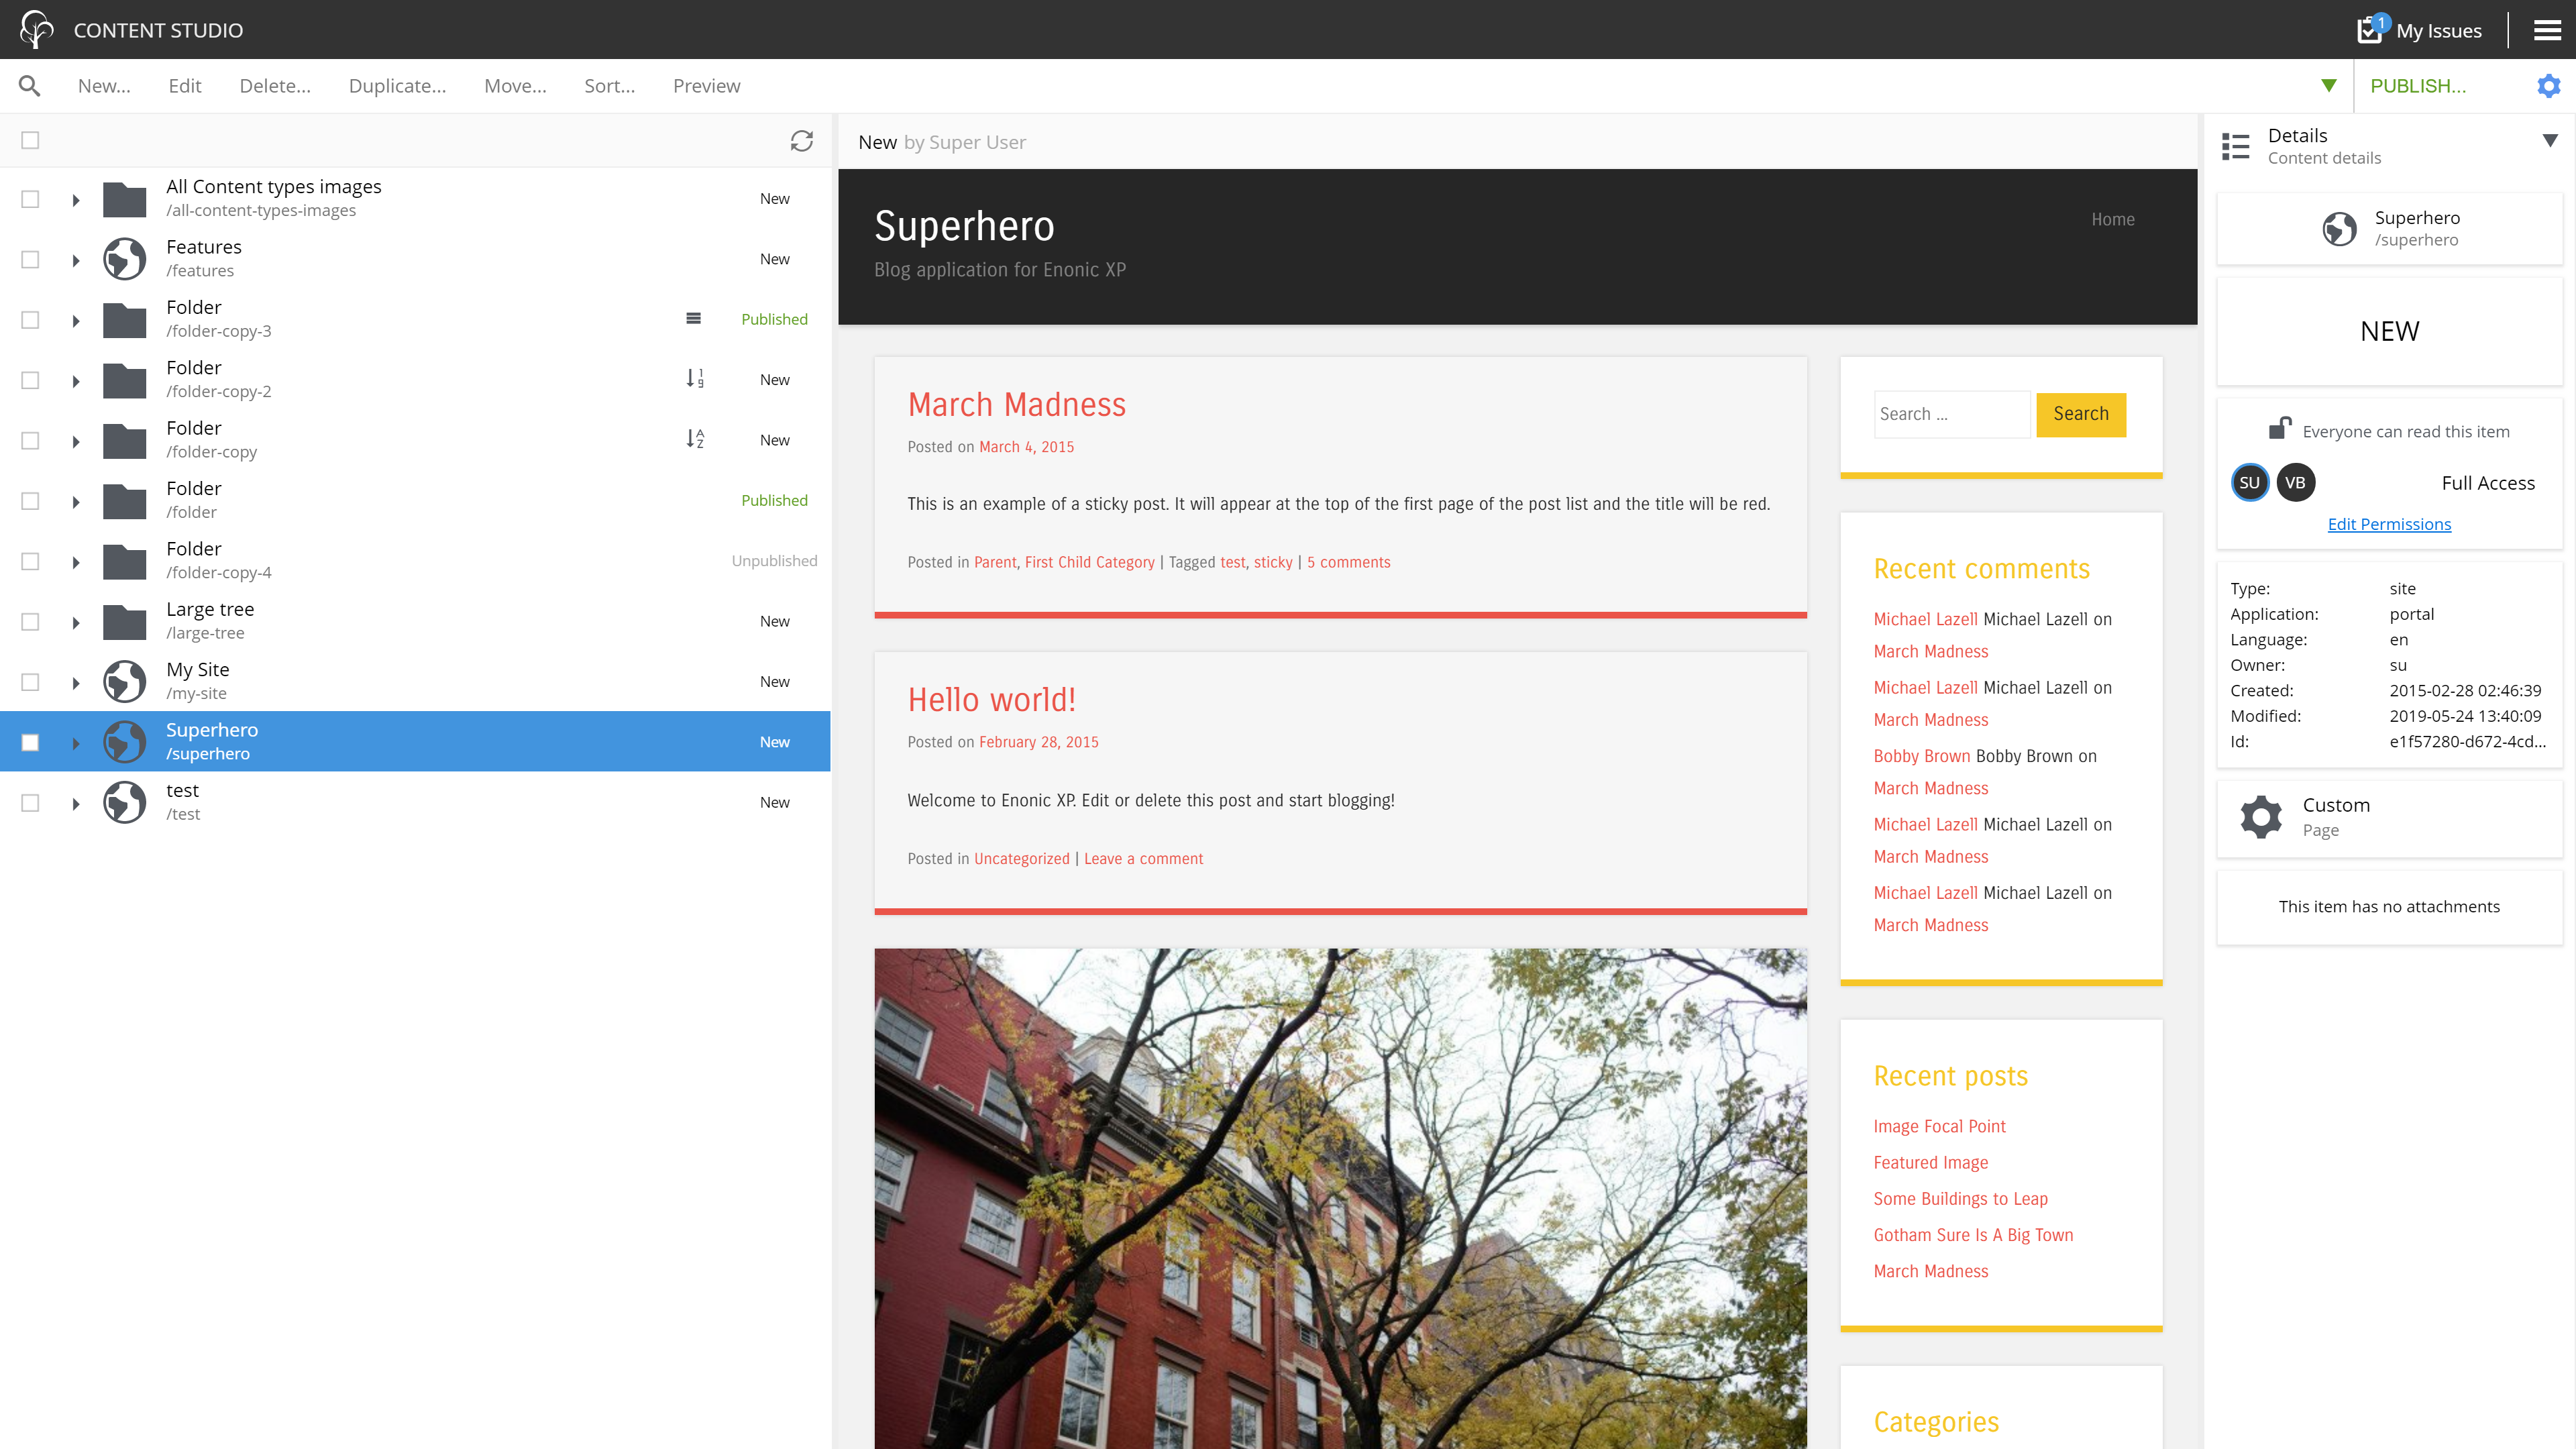 CONTENT STUDIO
1
My Issues
New...
Edit
Delete...
Duplicate...
Move...
Sort...
Preview
PUBLISH...
All Content types images
/all-content-types-images
New
Features
/features
New
Folder
/folder-copy-3
Published
Folder
/folder-copy-2
1
9
New
Folder
/folder-copy
A
Z
New
Folder
/folder
Published
Folder
/folder-copy-4
Unpublished
Large tree
/large-tree
New
My Site
/my-site
New
Superhero
/superhero
New
test
/test
New
New by Super User
Superhero
Blog application for Enonic XP
Home
March Madness
Posted on March 4, 2015
This is an example of a sticky post. It will appear at the top of the first page of the post list and the title will be red.
Posted in Parent, First Child Category | Tagged test, sticky | 5 comments
Hello world!
Posted on February 28, 2015
Welcome to Enonic XP. Edit or delete this post and start blogging!
Posted in Uncategorized | Leave a comment
Search ...
Search
Recent comments
Michael Lazell Michael Lazell on
March Madness
Michael Lazell Michael Lazell on
March Madness
Bobby Brown Bobby Brown on
March Madness
Michael Lazell Michael Lazell on
March Madness
Michael Lazell Michael Lazell on
March Madness
Recent posts
Image Focal Point
Featured Image
Some Buildings to Leap
Gotham Sure Is A Big Town
March Madness
Categories
Details
Content details
Superhero
/superhero
NEW
Everyone can read this item
SU
VB
Full Access
Edit Permissions
Type: site
Application: portal
Language: en
Owner: su
Created: 2015-02-28 02:46:39
Modified: 2019-05-24 13:40:09
Id: e1f57280-d672-4cd...
Custom
Page
This item has no attachments